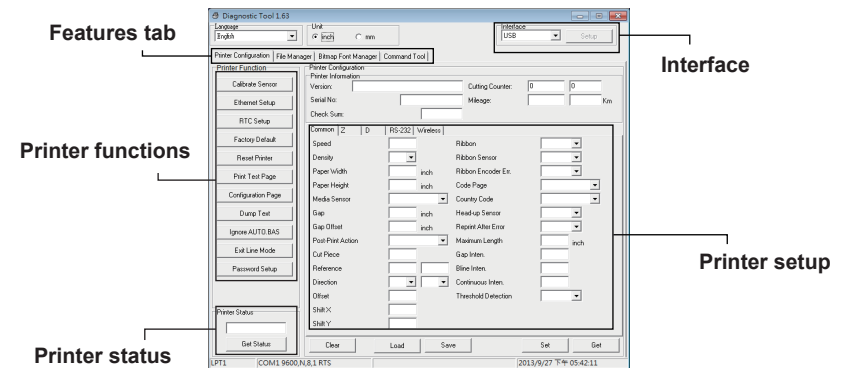 Diagnostic Tool 1.63
Language
English
Unit
inch
mm
Interface
USB
Setup
Features tab
Interface
Printer Configuration File Manager Bitmap Font Manager Command Tool
Printer Function
Calibrate Sensor
Ethernet Setup
RTC Setup
Factory Default
Reset Printer
Print Test Page
Configuration Page
Dump Text
Ignore AUTO.BAS
Exit Line Mode
Password Setup
Printer functions
Printer Configuration
Printer Information
Version:
Cutting Counter: 0 0
Serial No:
Mileage: Km
Check Sum:
Common Z D RS-232 Wireless
Speed
Ribbon
Density
Ribbon Sensor
Paper Width inch
Ribbon Encoder Err.
Paper Height inch
Code Page
Media Sensor
Country Code
Gap inch
Head-up Sensor
Gap Offset inch
Reprint After Error
Post-Print Action
Maximum Length inch
Cut Piece
Gap Inten.
Reference
Bline Inten.
Direction
Continuous Inten.
Offset
Threshold Detection
Shift X
Shift Y
Printer setup
Printer Status
Get Status
Printer status
Clear
Load
Save
Set
Get
LPT1
COM1 9600,N,8,1 RTS
2013/9/27 下午 05:42:11